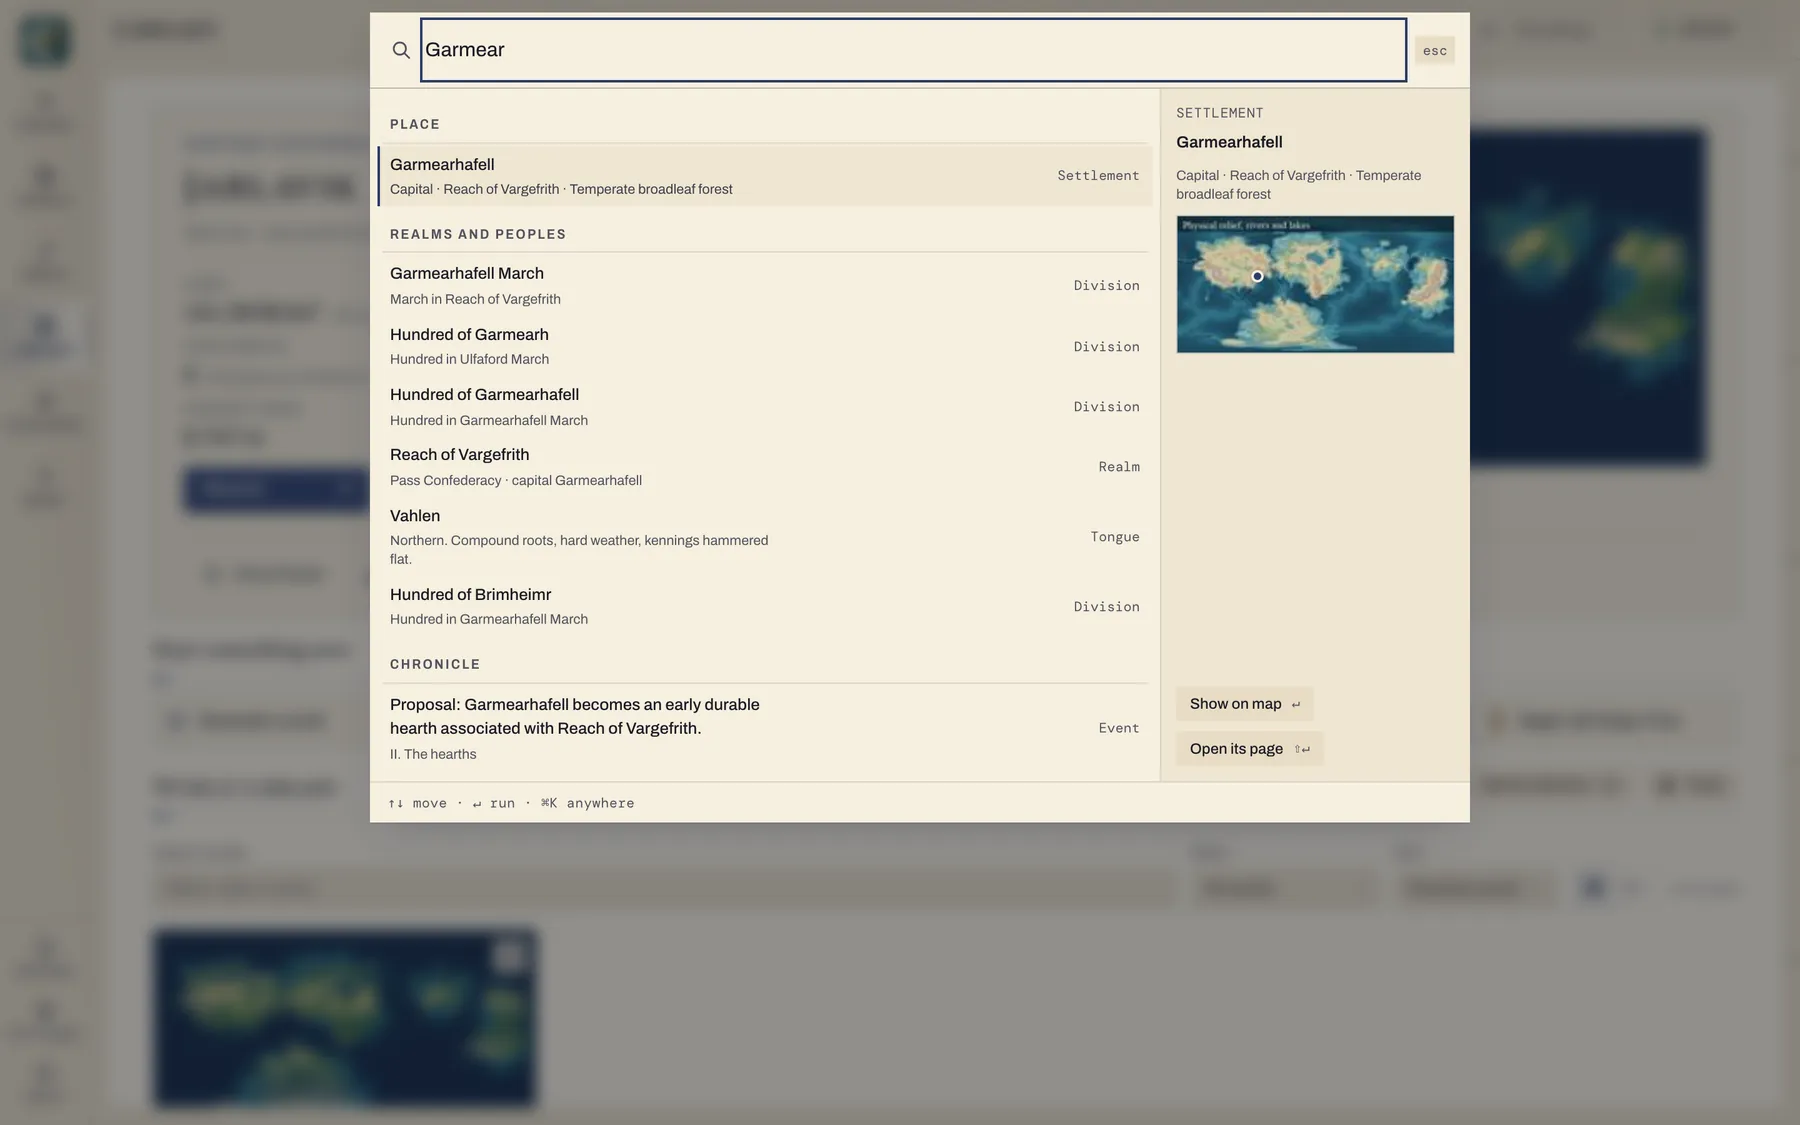 Garmear
esc
PLACE
Garmearhafell
Capital · Reach of Vargefrith · Temperate broadleaf forest
Settlement
REALMS AND PEOPLES
Garmearhafell March
March in Reach of Vargefrith
Division
Hundred of Garmearh
Hundred in Ulfaford March
Division
Hundred of Garmearhafell
Hundred in Garmearhafell March
Division
Reach of Vargefrith
Pass Confederacy · capital Garmearhafell
Realm
Vahlen
Northern. Compound roots, hard weather, kennings hammered
flat.
Tongue
Hundred of Brimheimr
Hundred in Garmearhafell March
Division
CHRONICLE
Proposal: Garmearhafell becomes an early durable
hearth associated with Reach of Vargefrith.
II. The hearths
Event
SETTLEMENT
Garmearhafell
Capital · Reach of Vargefrith · Temperate
broadleaf forest
Physical relief, rivers and lakes
Show on map ↵
Open its page ⇧↵
↑↓ move · ↵ run · ⌘K anywhere